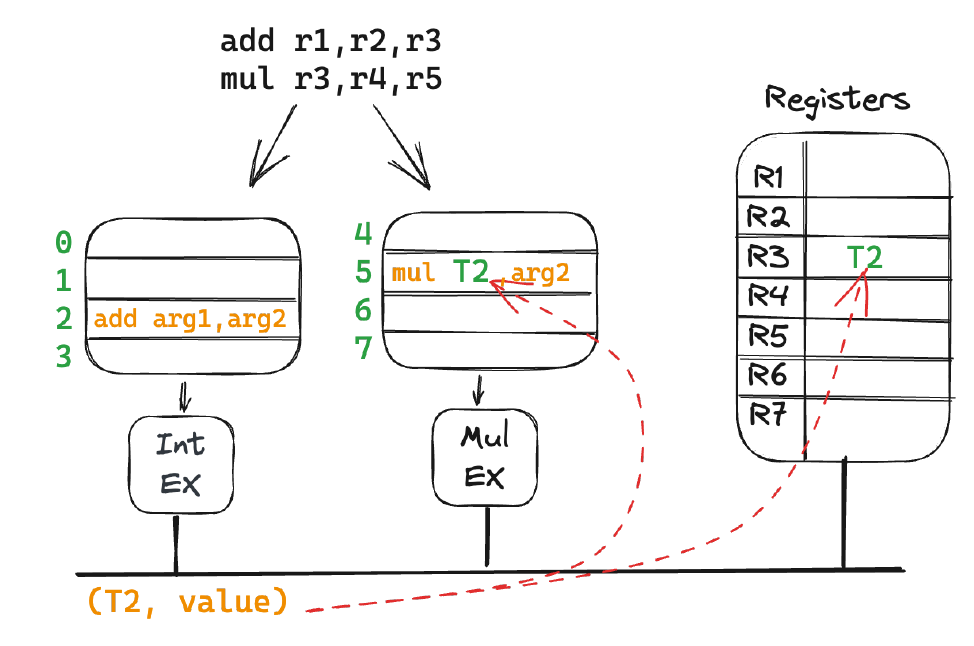 add r1,r2,r3
mul r3,r4,r5
Registers
R1
R2
R3 T2
R4
R5
R6
R7
0
1
2 add arg1,arg2
3
4
5 mul T2,arg2
6
7
Int
EX
Mul
EX
(T2, value)